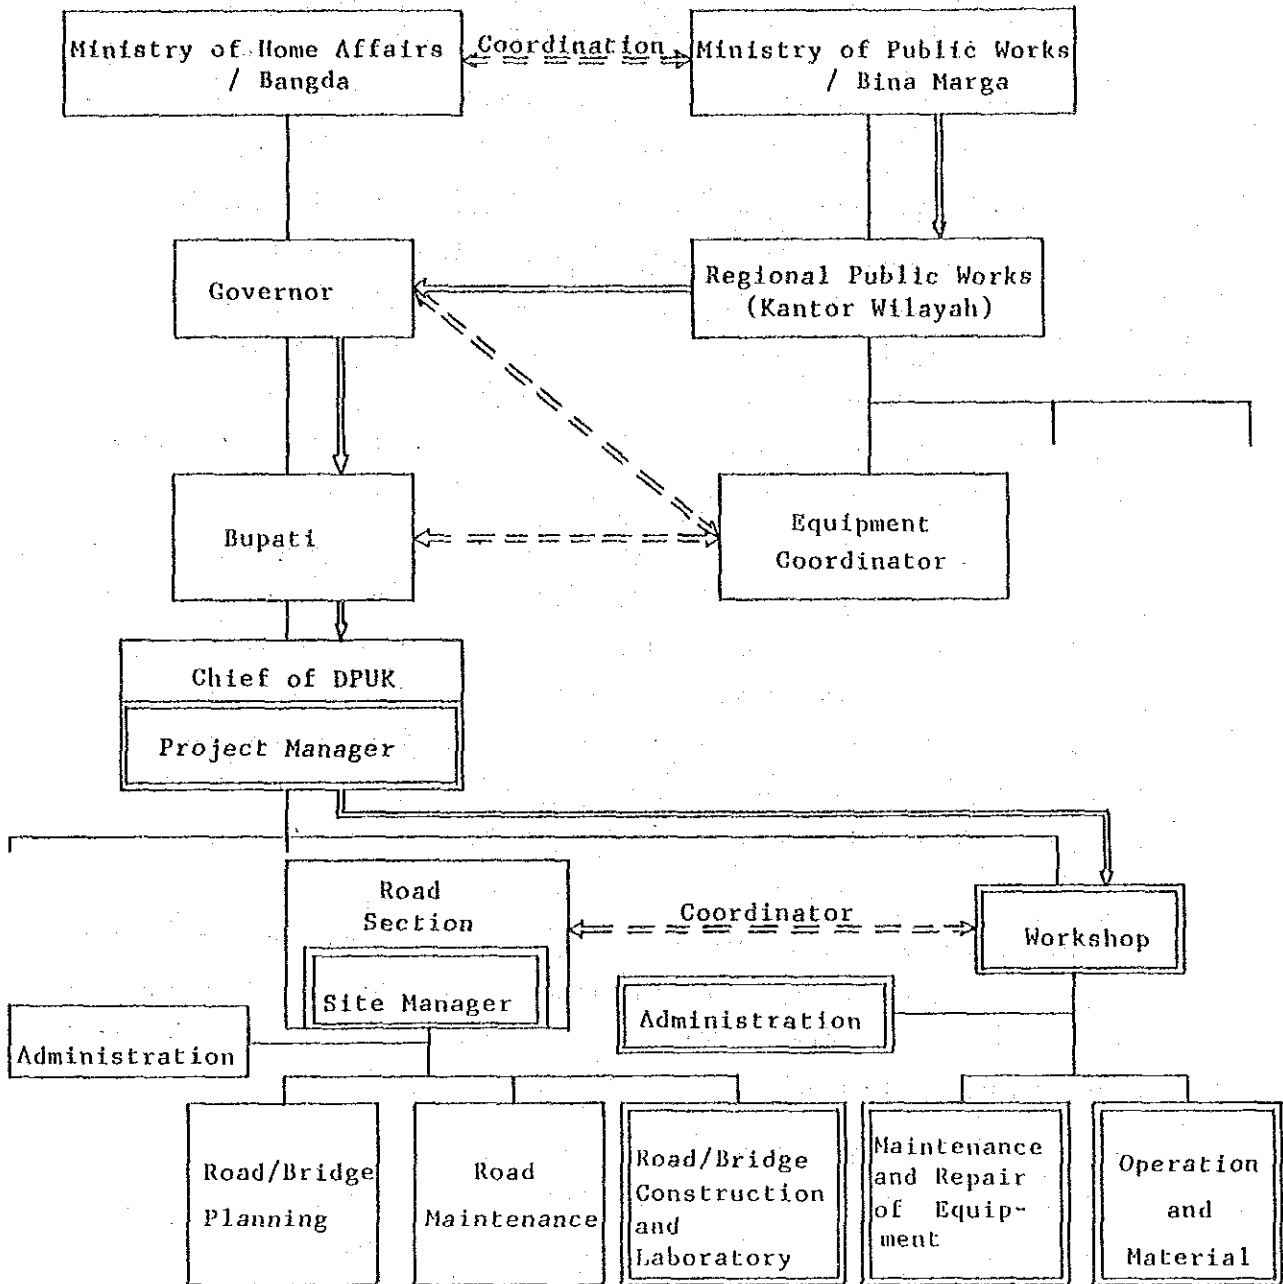 Ministry of Home Affairs
/ Bangda
Coordination
Ministry of Public Works
/ Bina Marga
Governor
Regional Public Works
(Kantor Wilayah)
Bupati
Equipment
Coordinator
Chief of DPUK
Project Manager
Road
Section
Site Manager
Coordinator
Workshop
Administration
Administration
Road/Bridge
Planning
Road
Maintenance
Road/Bridge
Construction
and
Laboratory
Maintenance
and Repair
of Equip-
ment
Operation
and
Material